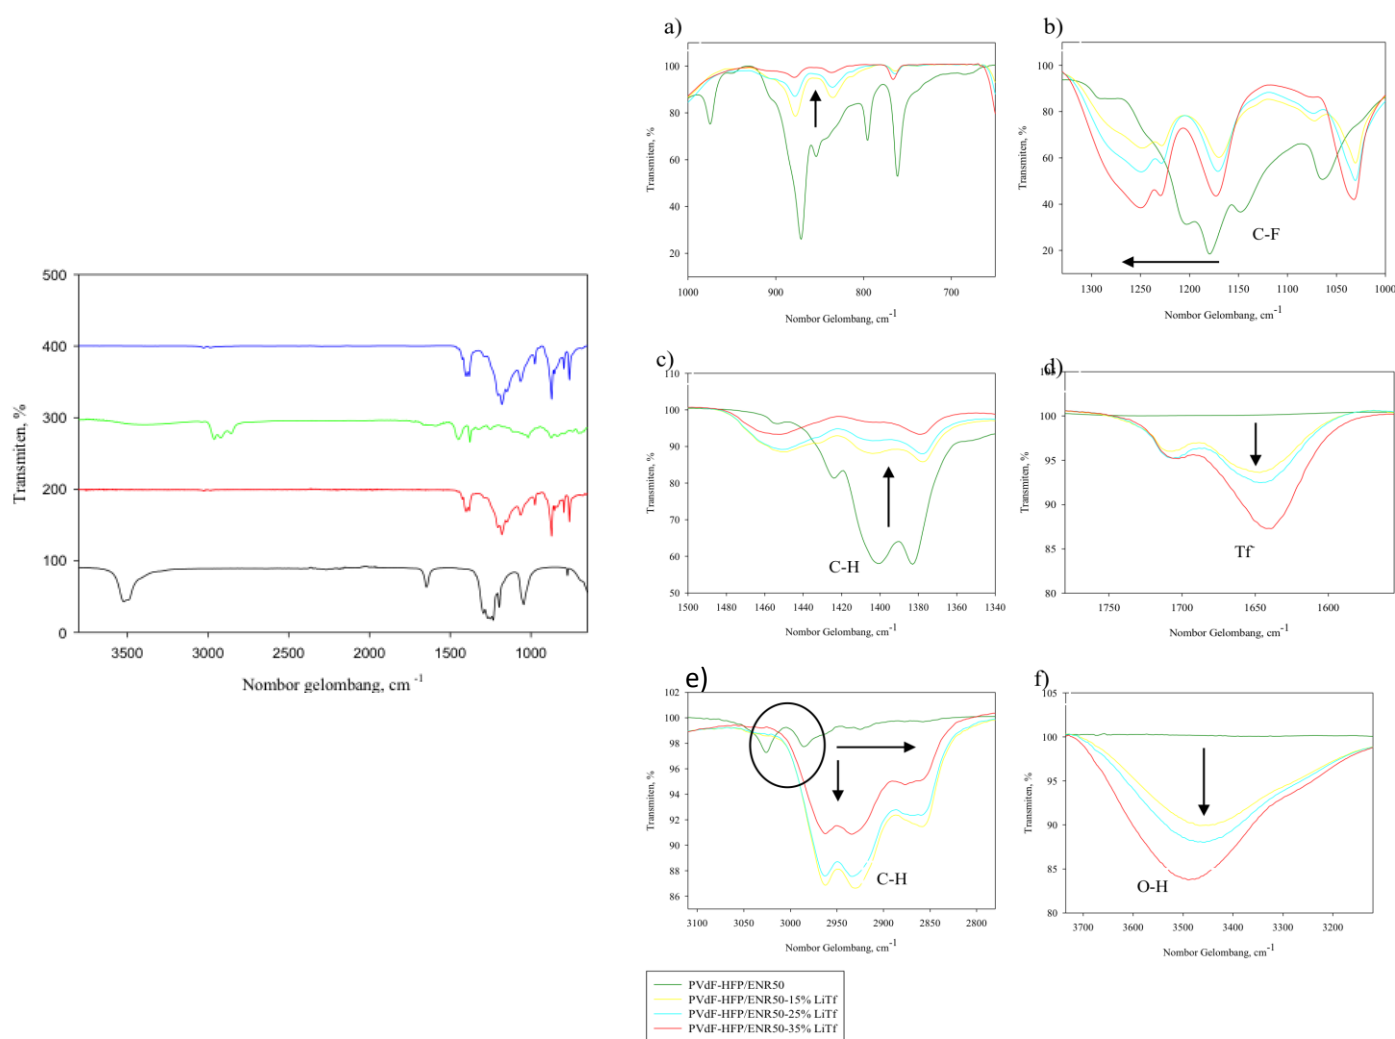 500
400
300
200
100
0
Transmiten, %
3500 3000 2500 2000 1500 1000
Nombor gelombang, cm -1
a)
100
80
60
40
20
Transmiten, %
1000 900 800 700
Nombor Gelombang, cm-1
b)
100
80
60
40
20
Transmiten, %
C-F
1300 1250 1200 1150 1100 1050 1000
Nombor Gelombang, cm-1
c)
110
100
90
80
70
60
50
Transmiten, %
C-H
1500 1480 1460 1440 1420 1400 1380 1360 1340
Nombor Gelombang, cm-1
d)
105
100
95
90
85
80
Transmiten, %
Tf-
1750 1700 1650 1600
Nombor Gelombang, cm-1
e)
102
100
98
96
94
92
90
88
86
Transmiten, %
C-H
3100 3050 3000 2950 2900 2850 2800
Nombor Gelombang, cm-1
f)
105
100
95
90
85
80
Transmiten, %
O-H
3700 3600 3500 3400 3300 3200
Nombor Gelombang, cm-1
PVdF-HFP/ENR50
PVdF-HFP/ENR50-15% LiTf
PVdF-HFP/ENR50-25% LiTf
PVdF-HFP/ENR50-35% LiTf